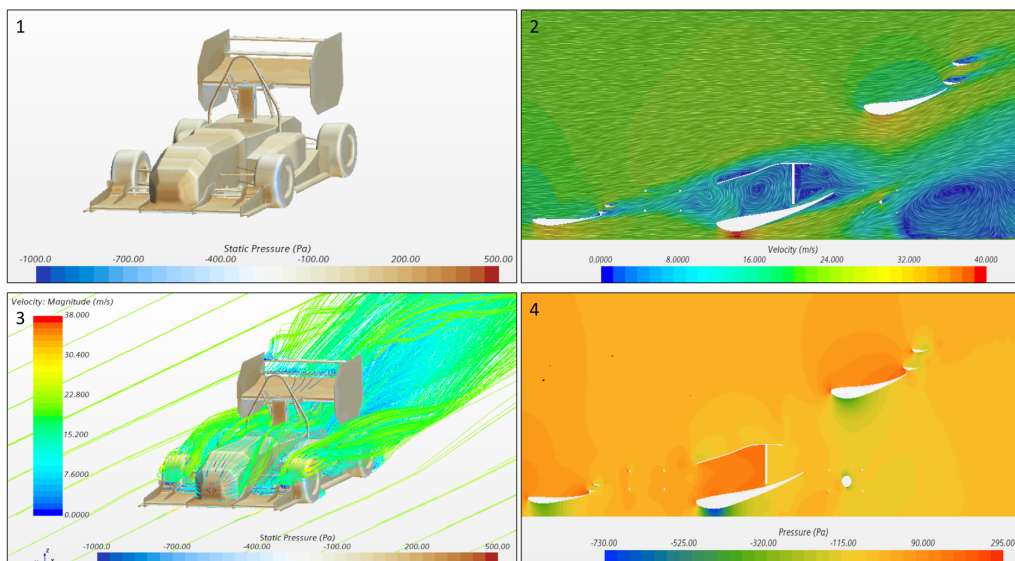 1
Static Pressure (Pa)
-1000.0 -700.00 -400.00 -100.00 200.00 500.00
2
Velocity (m/s)
0.0000 8.0000 16.000 24.000 32.000 40.000
Velocity: Magnitude (m/s)
3
38.000
30.400
22.800
15.200
7.6000
0.0000
z
Static Pressure (Pa)
-1000.0 -700.00 -400.00 -100.00 200.00 500.00
4
Pressure (Pa)
-730.00 -525.00 -320.00 -115.00 90.000 295.00